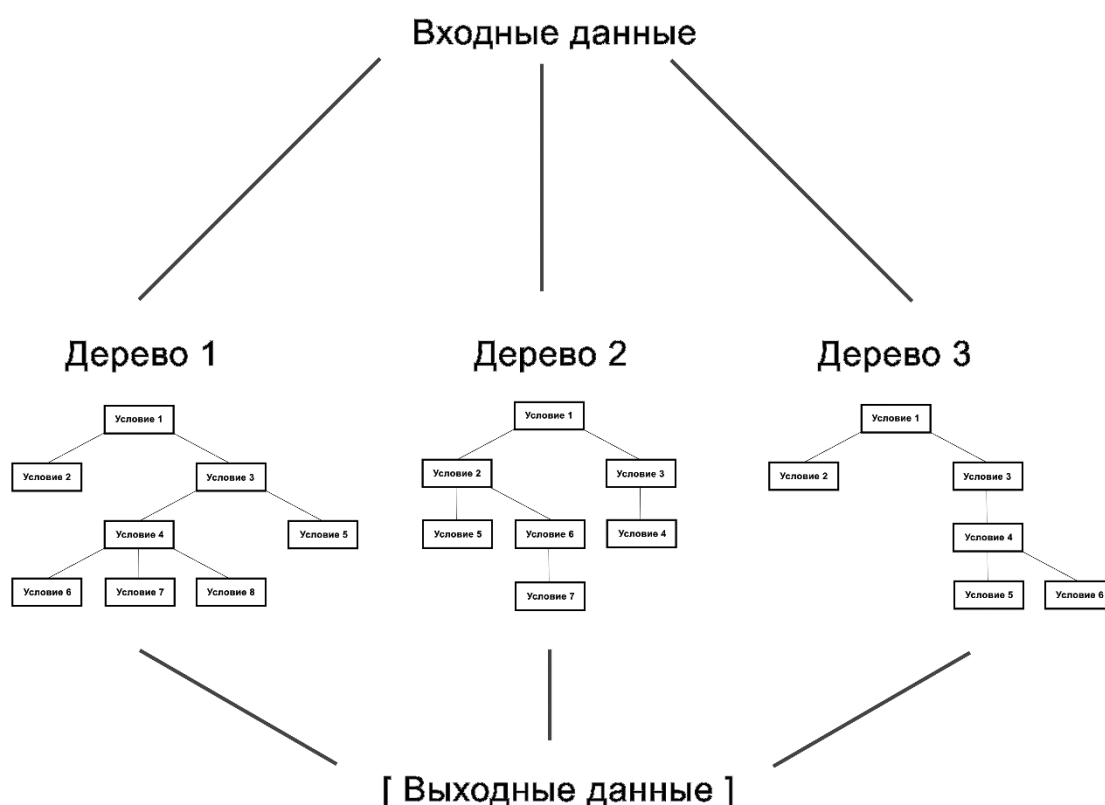 Входные данные
Дерево 1
Условие 1
Условие 2
Условие 3
Условие 4
Условие 5
Условие 6
Условие 7
Условие 8
Дерево 2
Условие 1
Условие 2
Условие 3
Условие 5
Условие 6
Условие 4
Условие 7
Дерево 3
Условие 1
Условие 2
Условие 3
Условие 4
Условие 5
Условие 6
[ Выходные данные ]